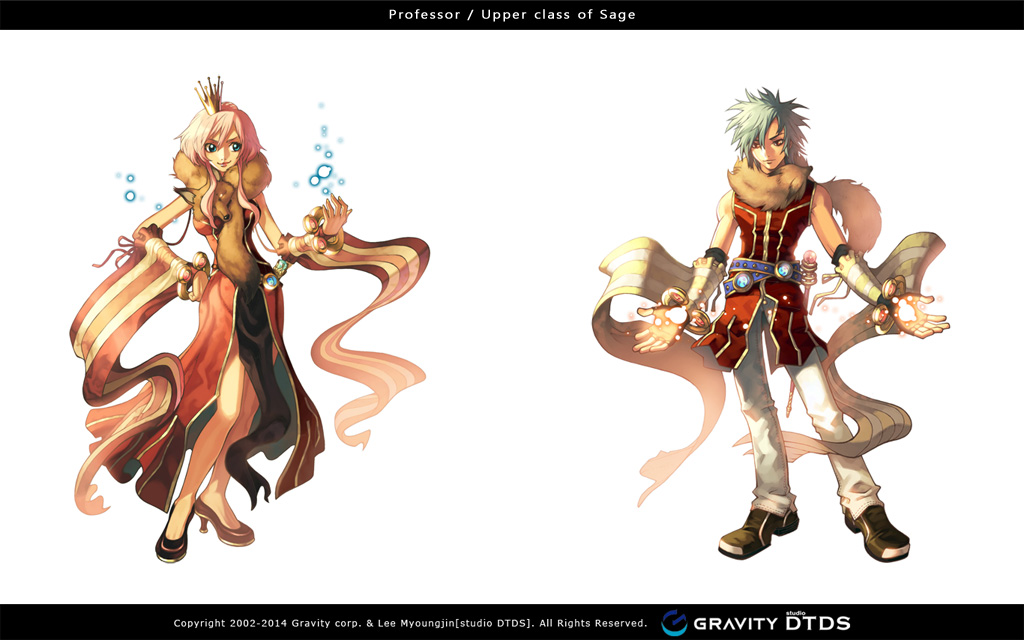 Professor / Upper class of Sage
Copyright 2002-2014 Gravity corp. & Lee Myoungjin[studio DTDS]. All Rights Reserved.
GRAVITY studio DTDS